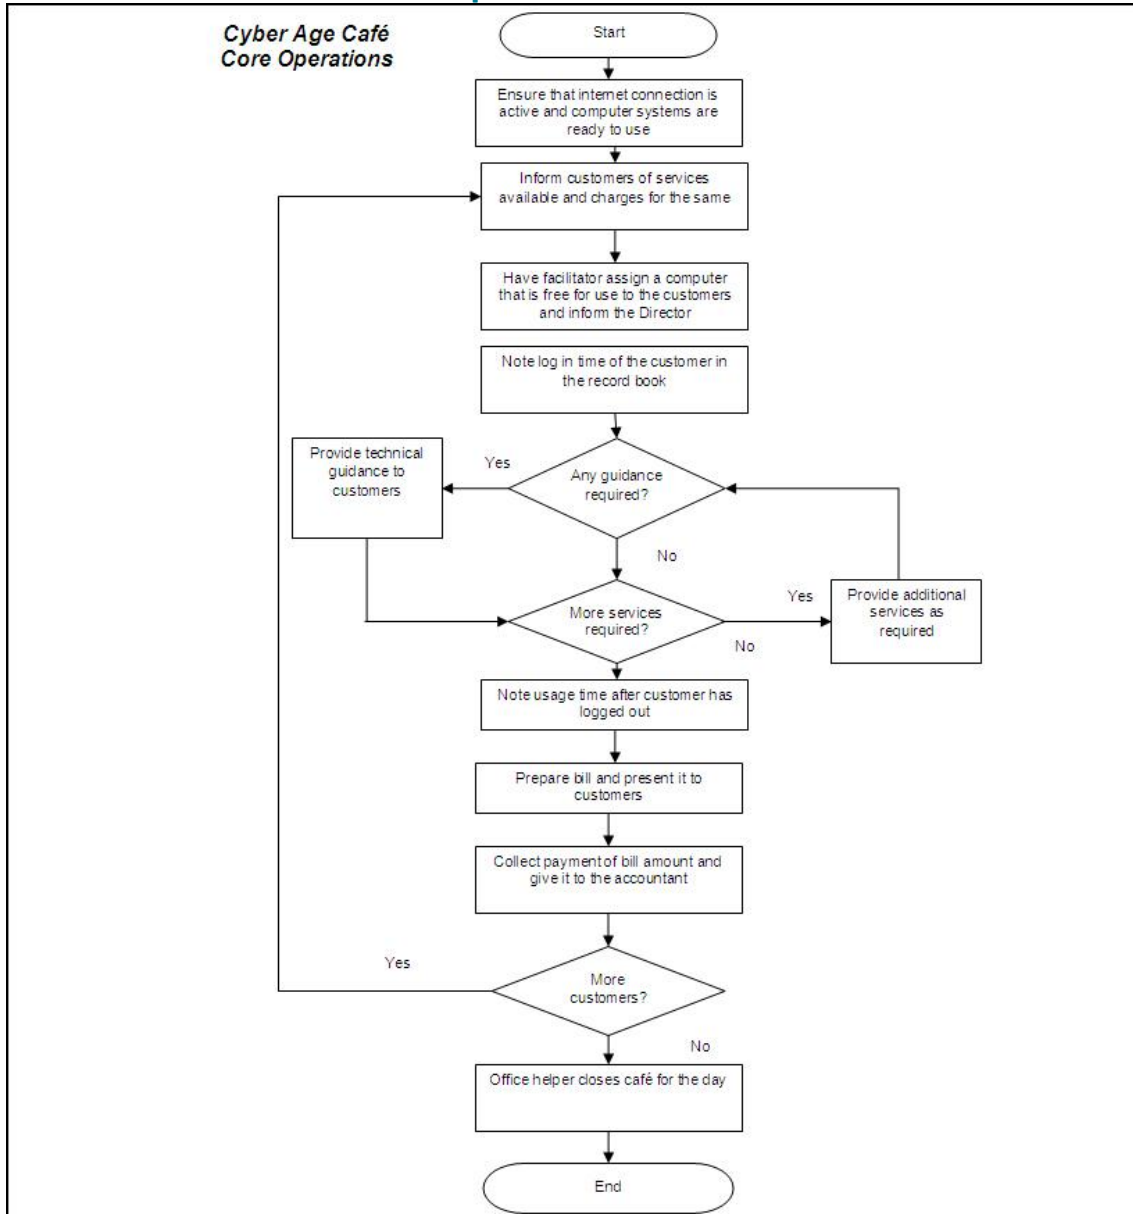 Cyber Age Café
Core Operations
Start
Ensure that internet connection is
active and computer systems are
ready to use
Inform customers of services
available and charges for the same
Have facilitator assign a computer
that is free for use to the customers
and inform the Director
Note log in time of the customer in
the record book
Any guidance
required?
Yes
Provide technical
guidance to
customers
No
More services
required?
Yes
Provide additional
services as
required
No
Note usage time after customer has
logged out
Prepare bill and present it to
customers
Collect payment of bill amount and
give it to the accountant
More
customers?
Yes
No
Office helper closes café for the day
End